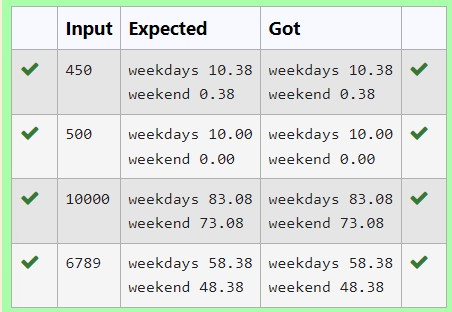 Input Expected Got
450 weekdays 10.38 weekdays 10.38
weekend 0.38 weekend 0.38
500 weekdays 10.00 weekdays 10.00
weekend 0.00 weekend 0.00
10000 weekdays 83.08 weekdays 83.08
weekend 73.08 weekend 73.08
6789 weekdays 58.38 weekdays 58.38
weekend 48.38 weekend 48.38